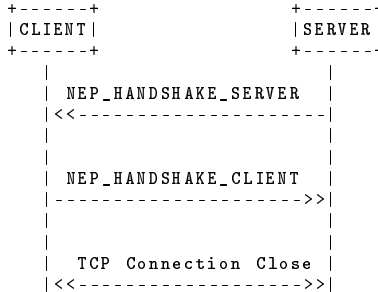 CLIENT SERVER
NEP_HANDSHAKE_SERVER
NEP_HANDSHAKE_CLIENT
TCP Connection Close